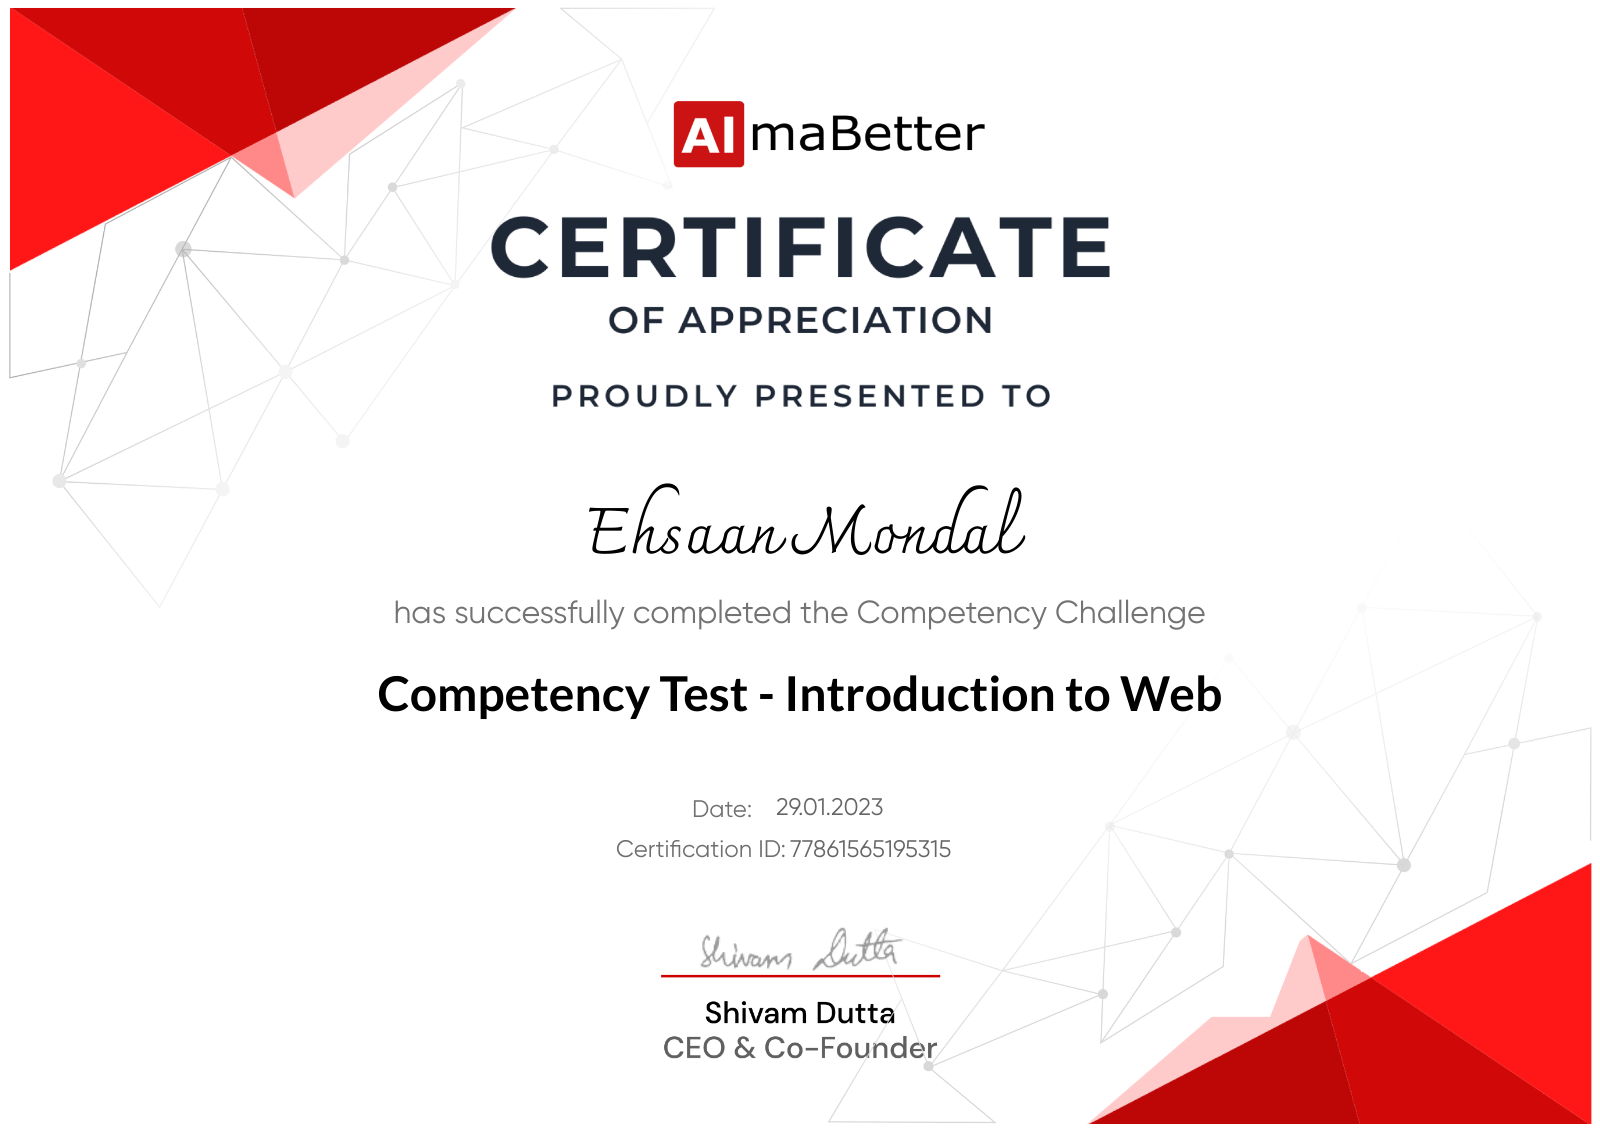 AlmaBetter
CERTIFICATE
OF APPRECIATION
PROUDLY PRESENTED TO
Ehsaan Mondal
has successfully completed the Competency Challenge
Competency Test - Introduction to Web
Date: 29.01.2023
Certification ID: 77861565195315
Shivam Dutta
Shivam Dutta
CEO & Co-Founder